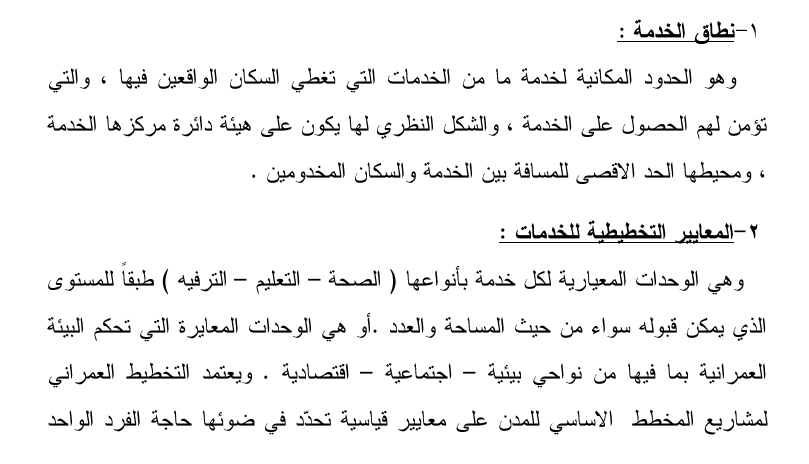 ١-نطاق الخدمة :
وهو الحدود المكانية لخدمة ما من الخدمات التي تغطي السكان الواقعين فيها ، والتي
تؤمن لهم الحصول على الخدمة ، والشكل النظري لها يكون على هيئة دائرة مركزها الخدمة
، ومحيطها الحد الاقصى للمسافة بين الخدمة والسكان المخدومين .
٢-المعايير التخطيطية للخدمات :
وهي الوحدات المعيارية لكل خدمة بأنواعها ( الصحة – التعليم – الترفيه ) طبقاً للمستوى
الذي يمكن قبوله سواء من حيث المساحة والعدد .أو هي الوحدات المعايرة التي تحكم البيئة
العمرانية بما فيها من نواحي بيئية – اجتماعية – اقتصادية . ويعتمد التخطيط العمراني
لمشاريع المخطط الاساسي للمدن على معايير قياسية تحدّد في ضوئها حاجة الفرد الواحد